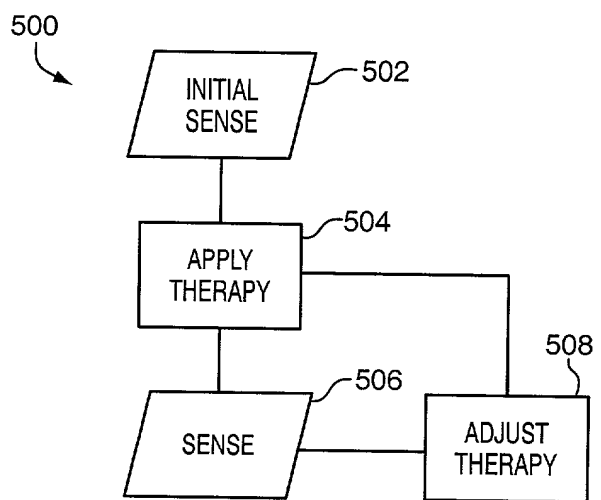 500
INITIAL
SENSE
502
APPLY
THERAPY
504
SENSE
506
ADJUST
THERAPY
508